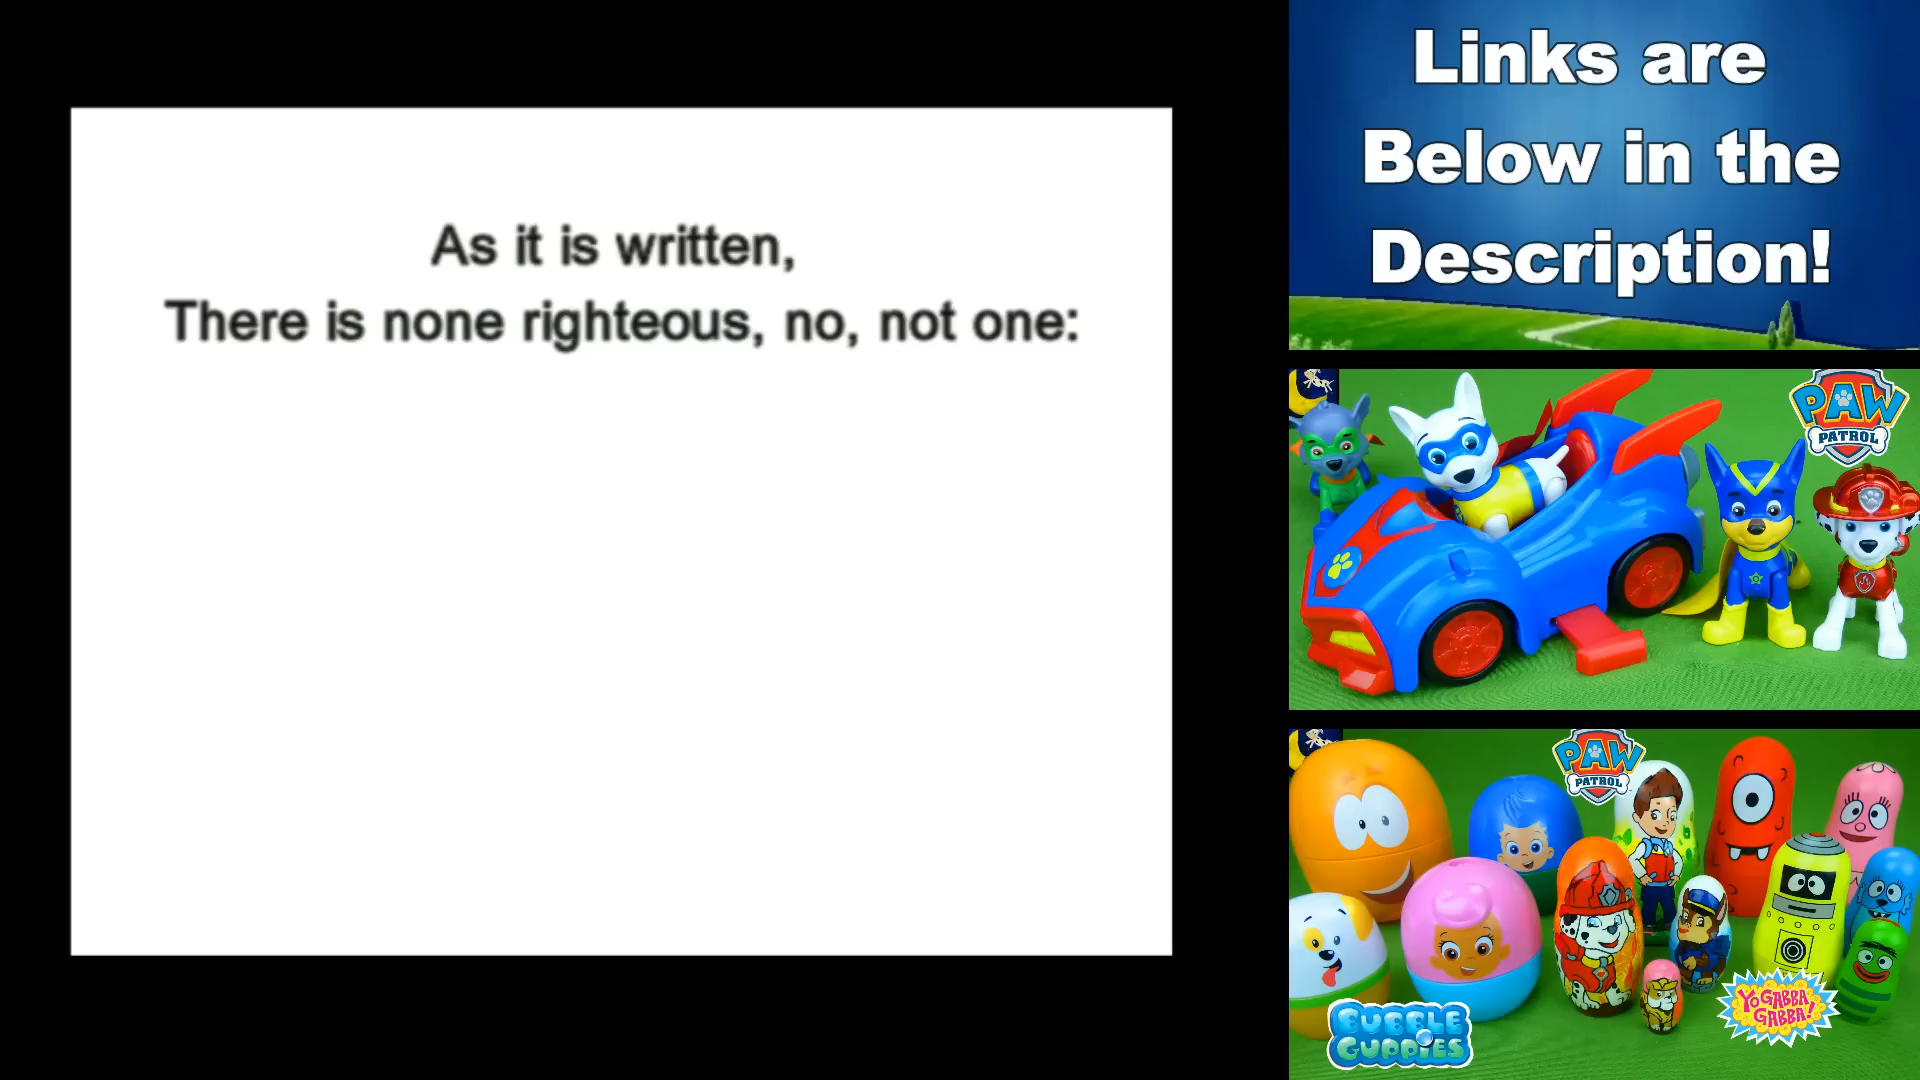 As it is written,
There is none righteous, no, not one:
Links are
Below in the
Description!
PAW
PATROL
PAW
PATROL
BUBBLE
GUPPIES
YO GABBA
GABBA!